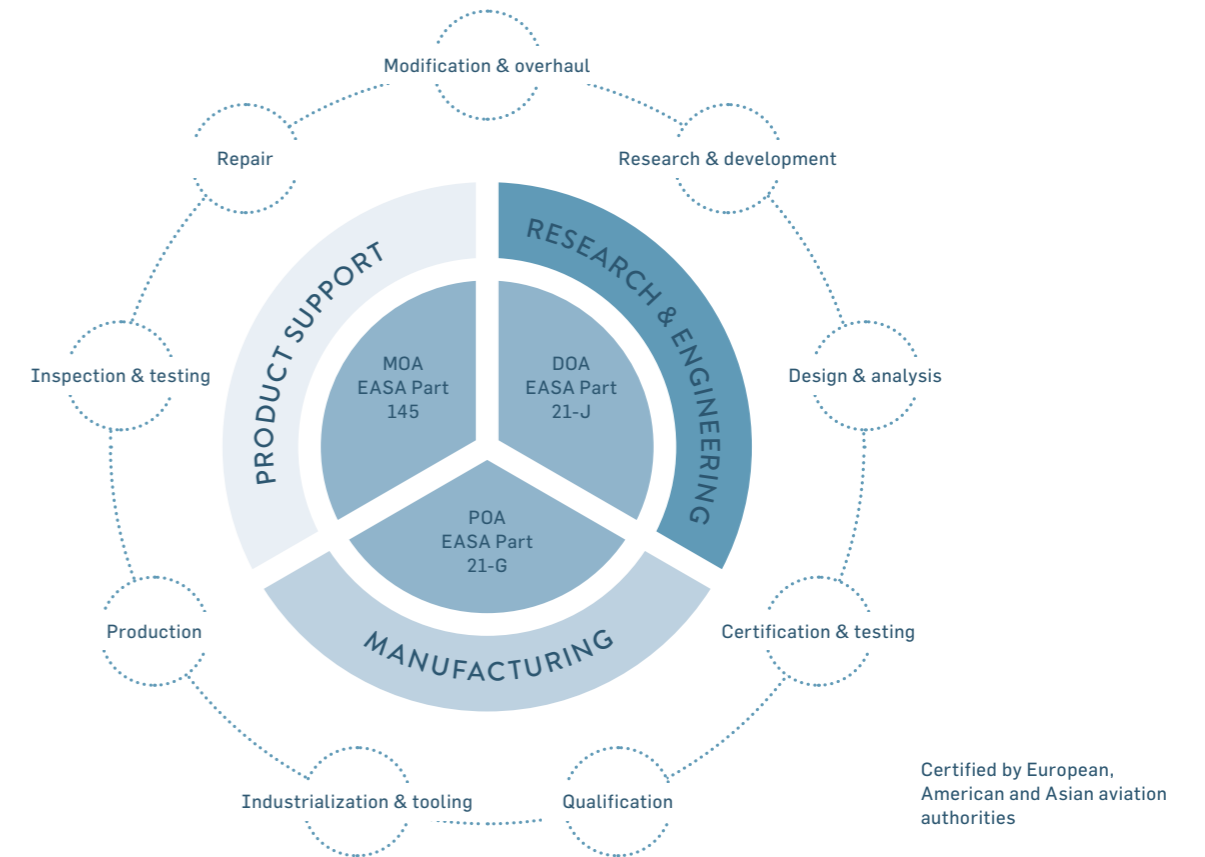 Modification & overhaul
Repair
Research & development
PRODUCT SUPPORT
RESEARCH & ENGINEERING
MOA
EASA Part
145
DOA
EASA Part
21-J
Inspection & testing
Design & analysis
POA
EASA Part
21-G
Production
Certification & testing
MANUFACTURING
Industrialization & tooling
Qualification
Certified by European,
American and Asian aviation
authorities